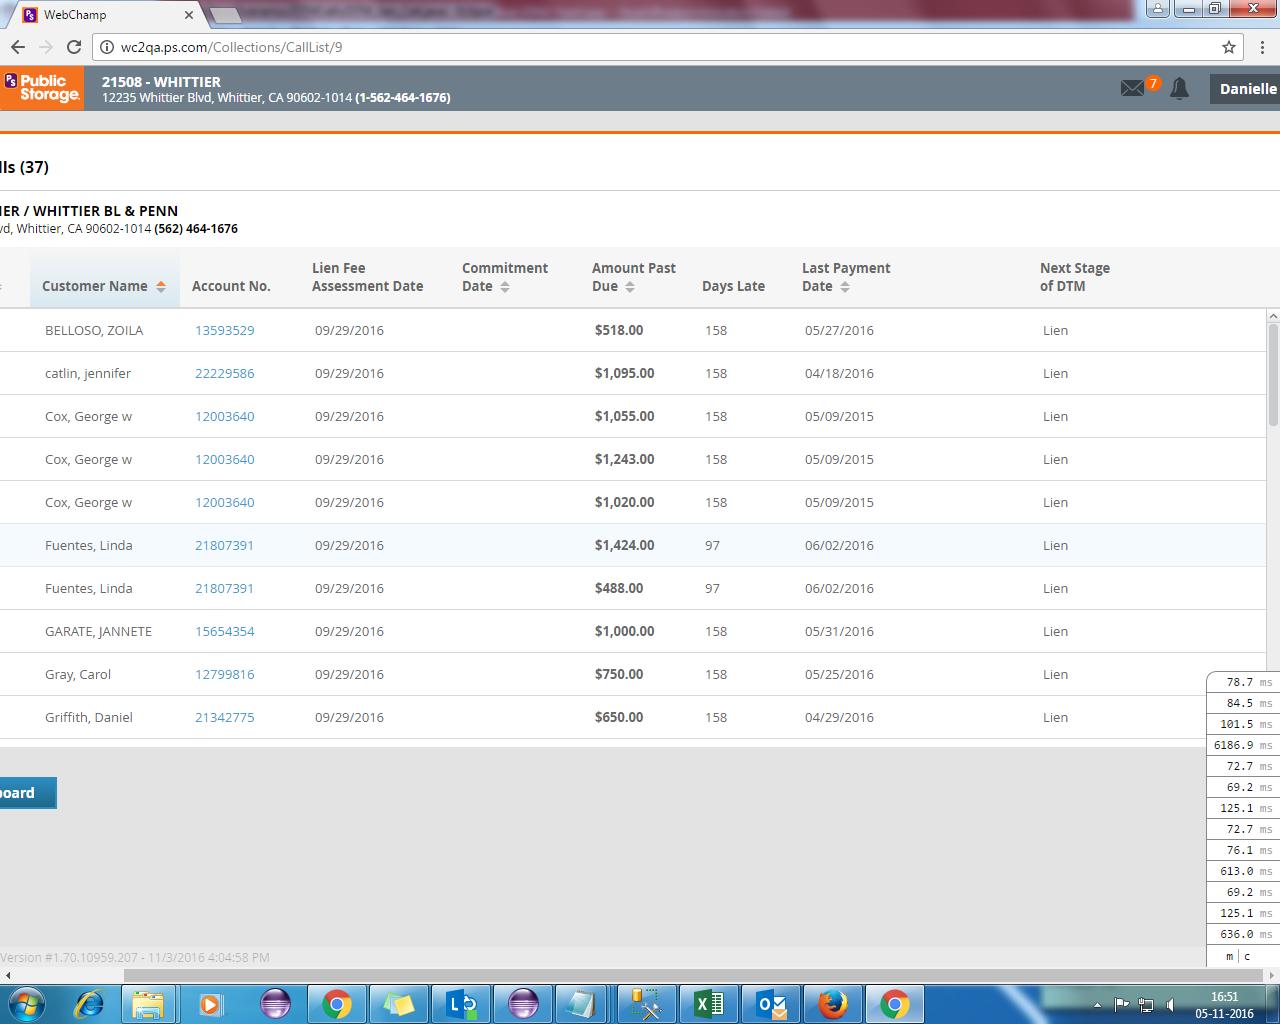 WebChamp
wc2qa.ps.com/Collections/CallList/9
PS Public Storage.
21508 - WHITTIER
12235 Whittier Blvd, Whittier, CA 90602-1014 (1-562-464-1676)
7
Danielle
lls (37)
IER / WHITTIER BL & PENN
vd, Whittier, CA 90602-1014 (562) 464-1676
Customer Name Account No. Lien Fee Assessment Date Commitment Date Amount Past Due Days Late Last Payment Date Next Stage of DTM
BELLOSO, ZOILA 13593529 09/29/2016 $518.00 158 05/27/2016 Lien
catlin, jennifer 22229586 09/29/2016 $1,095.00 158 04/18/2016 Lien
Cox, George w 12003640 09/29/2016 $1,055.00 158 05/09/2015 Lien
Cox, George w 12003640 09/29/2016 $1,243.00 158 05/09/2015 Lien
Cox, George w 12003640 09/29/2016 $1,020.00 158 05/09/2015 Lien
Fuentes, Linda 21807391 09/29/2016 $1,424.00 97 06/02/2016 Lien
Fuentes, Linda 21807391 09/29/2016 $488.00 97 06/02/2016 Lien
GARATE, JANNETE 15654354 09/29/2016 $1,000.00 158 05/31/2016 Lien
Gray, Carol 12799816 09/29/2016 $750.00 158 05/25/2016 Lien
Griffith, Daniel 21342775 09/29/2016 $650.00 158 04/29/2016 Lien
78.7 ms
84.5 ms
101.5 ms
6186.9 ms
72.7 ms
69.2 ms
125.1 ms
72.7 ms
76.1 ms
613.0 ms
69.2 ms
125.1 ms
636.0 ms
m | c
board
Version #1.70.10959.207 - 11/3/2016 4:04:58 PM
16:51
05-11-2016